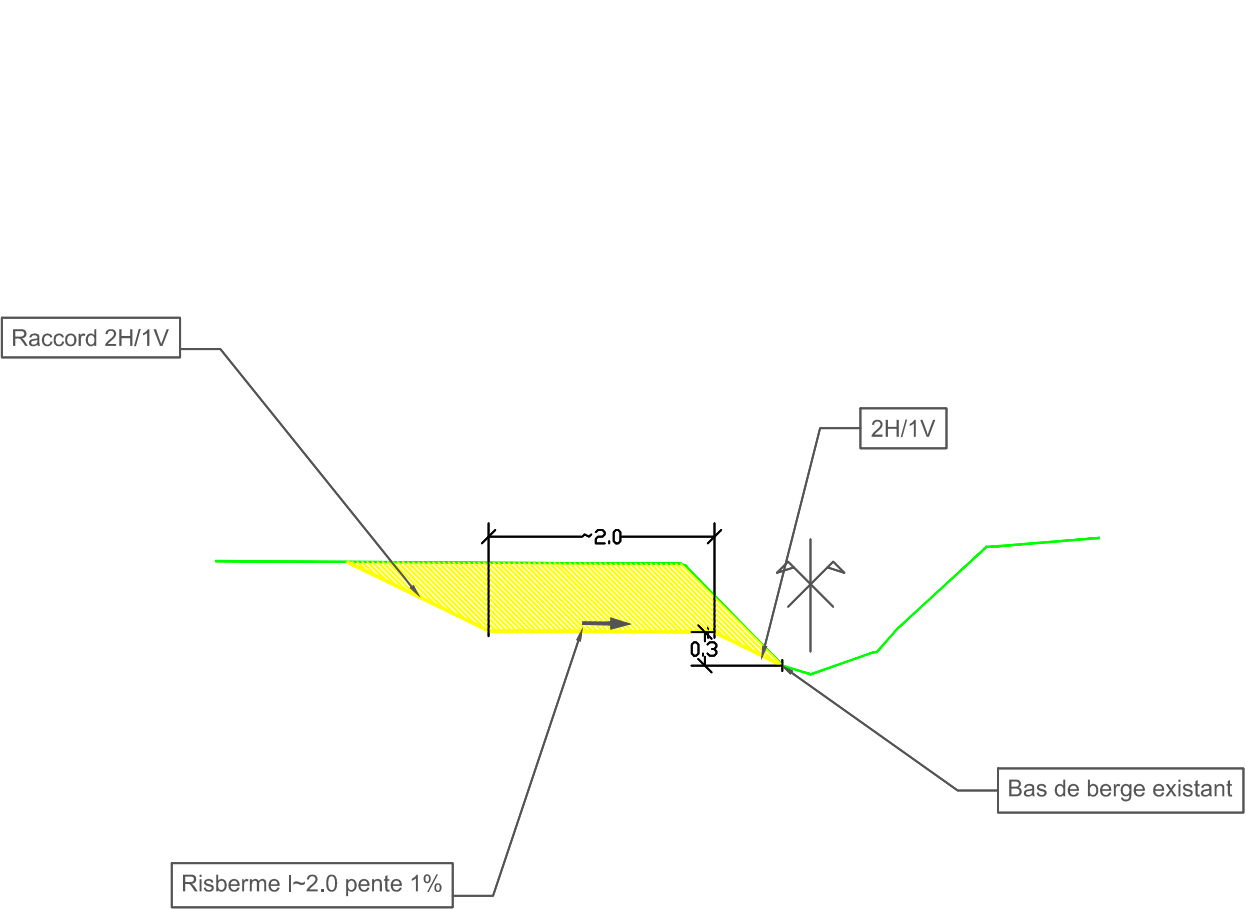 Raccord 2H/1V
2H/1V
~2.0
0,3
Bas de berge existant
Risberme l~2.0 pente 1%